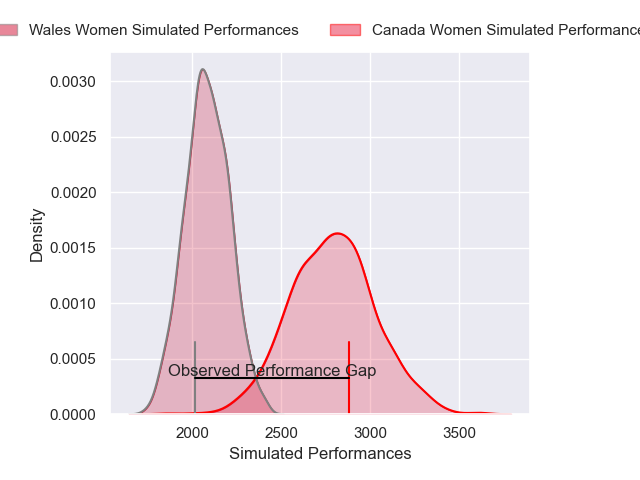 Wales Women Simulated Performances
Canada Women Simulated Performance
0.0030
0.0025
0.0020
0.0015
0.0010
0.0005
0.0000
Density
Observed Performance Gap
2000 2500 3000 3500
Simulated Performances